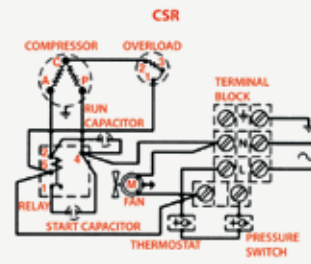 CSR
COMPRESSOR
OVERLOAD
C
A
P
2
3
1
RUN
CAPACITOR
TERMINAL
BLOCK
N
L
2
5
4
1
RELAY
M
FAN
START CAPACITOR
THERMOSTAT
PRESSURE
SWITCH